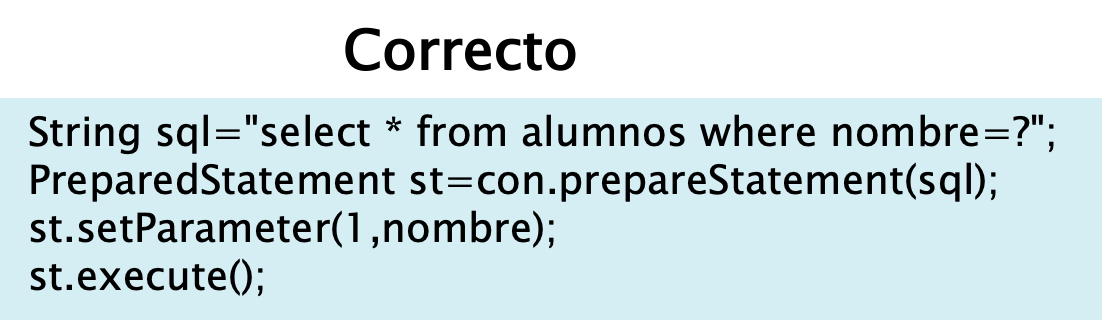 Correcto
String sql="select * from alumnos where nombre=?";
PreparedStatement st=con.prepareStatement(sql);
st.setParameter(1,nombre);
st.execute();